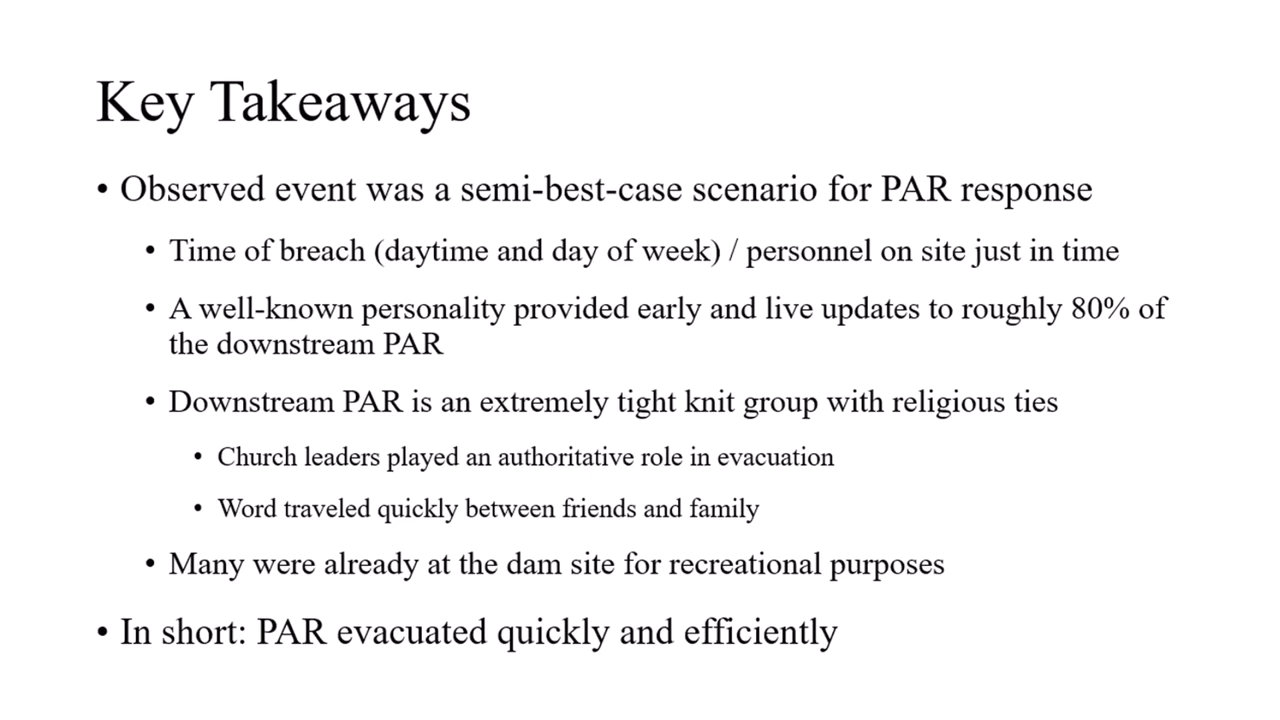 Key Takeaways
• Observed event was a semi-best-case scenario for PAR response
• Time of breach (daytime and day of week) / personnel on site just in time
• A well-known personality provided early and live updates to roughly 80% of
the downstream PAR
• Downstream PAR is an extremely tight knit group with religious ties
• Church leaders played an authoritative role in evacuation
• Word traveled quickly between friends and family
• Many were already at the dam site for recreational purposes
• In short: PAR evacuated quickly and efficiently